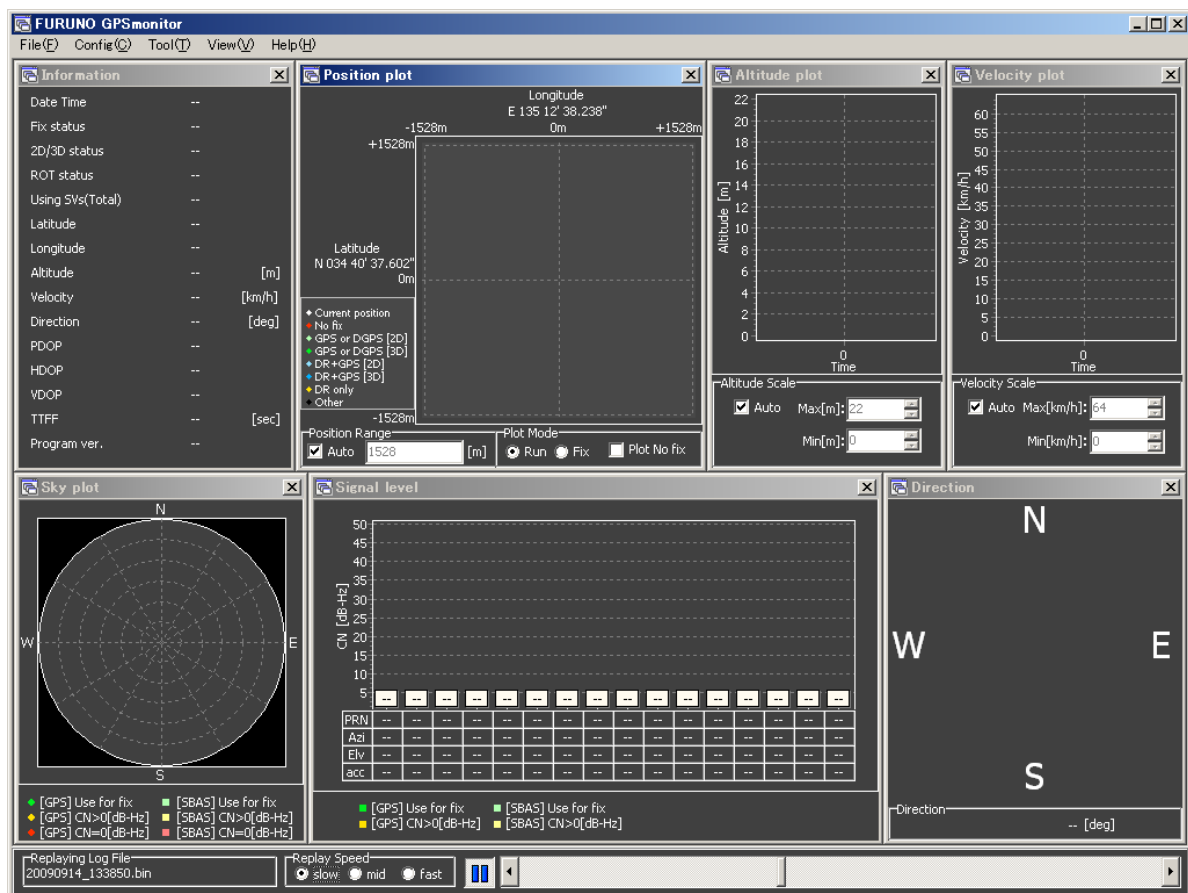 FURUNO GPSmonitor
File(F) Config(C) Tool(T) View(V) Help(H)
Information
Date Time --
Fix status --
2D/3D status --
ROT status --
Using SVs(Total) --
Latitude --
Longitude --
Altitude -- [m]
Velocity -- [km/h]
Direction -- [deg]
PDOP --
HDOP --
VDOP --
TTFF -- [sec]
Program ver. --
Position plot
Longitude
E 135 12' 38.238"
-1528m 0m +1528m
+1528m
Latitude
N 034 40' 37.602"
0m
Current position
No fix
GPS or DGPS [2D]
GPS or DGPS [3D]
DR+GPS [2D]
DR+GPS [3D]
DR only
Other
-1528m
Position Range
Auto 1528 [m]
Plot Mode
Run Fix Plot No fix
Altitude plot
22
20
18
16
14
12
10
8
6
4
2
0
Altitude [m]
0
Time
Altitude Scale
Auto Max[m]: 22
Min[m]: 0
Velocity plot
60
55
50
45
40
35
30
25
20
15
10
5
0
Velocity [km/h]
0
Time
Velocity Scale
Auto Max[km/h]: 64
Min[km/h]: 0
Sky plot
N
W E
S
[GPS] Use for fix [SBAS] Use for fix
[GPS] CN>0[dB-Hz] [SBAS] CN>0[dB-Hz]
[GPS] CN=0[dB-Hz] [SBAS] CN=0[dB-Hz]
Signal level
50
45
40
35
30
25
20
15
10
5
CN [dB-Hz]
-- -- -- -- -- -- -- -- -- -- -- -- -- -- -- --
PRN -- -- -- -- -- -- -- -- -- -- -- -- -- -- -- --
Azi -- -- -- -- -- -- -- -- -- -- -- -- -- -- -- --
Elv -- -- -- -- -- -- -- -- -- -- -- -- -- -- -- --
acc -- -- -- -- -- -- -- -- -- -- -- -- -- -- -- --
[GPS] Use for fix [SBAS] Use for fix
[GPS] CN>0[dB-Hz] [SBAS] CN>0[dB-Hz]
Direction
N
W E
S
Direction
-- [deg]
Replaying Log File
20090914_133850.bin
Replay Speed
slow mid fast